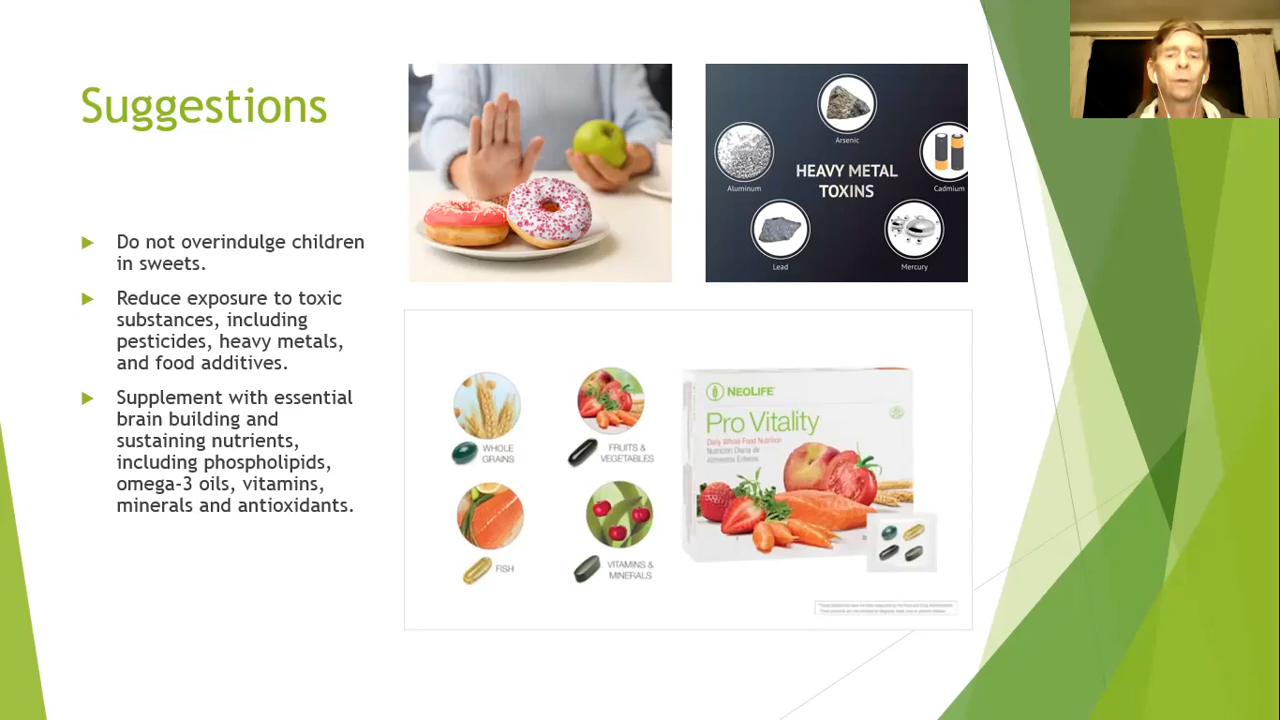 Suggestions
Do not overindulge children
in sweets.
Reduce exposure to toxic
substances, including
pesticides, heavy metals,
and food additives.
Supplement with essential
brain building and
sustaining nutrients,
including phospholipids,
omega-3 oils, vitamins,
minerals and antioxidants.
Arsenic
Aluminum
HEAVY METAL
TOXINS
Cadmium
Lead
Mercury
WHOLE
GRAINS
FRUITS &
VEGETABLES
FISH
VITAMINS &
MINERALS
NEOLIFE
Pro Vitality
Daily Whole Food Nutrition
Nutrición Diaria de
Alimentos Enteros